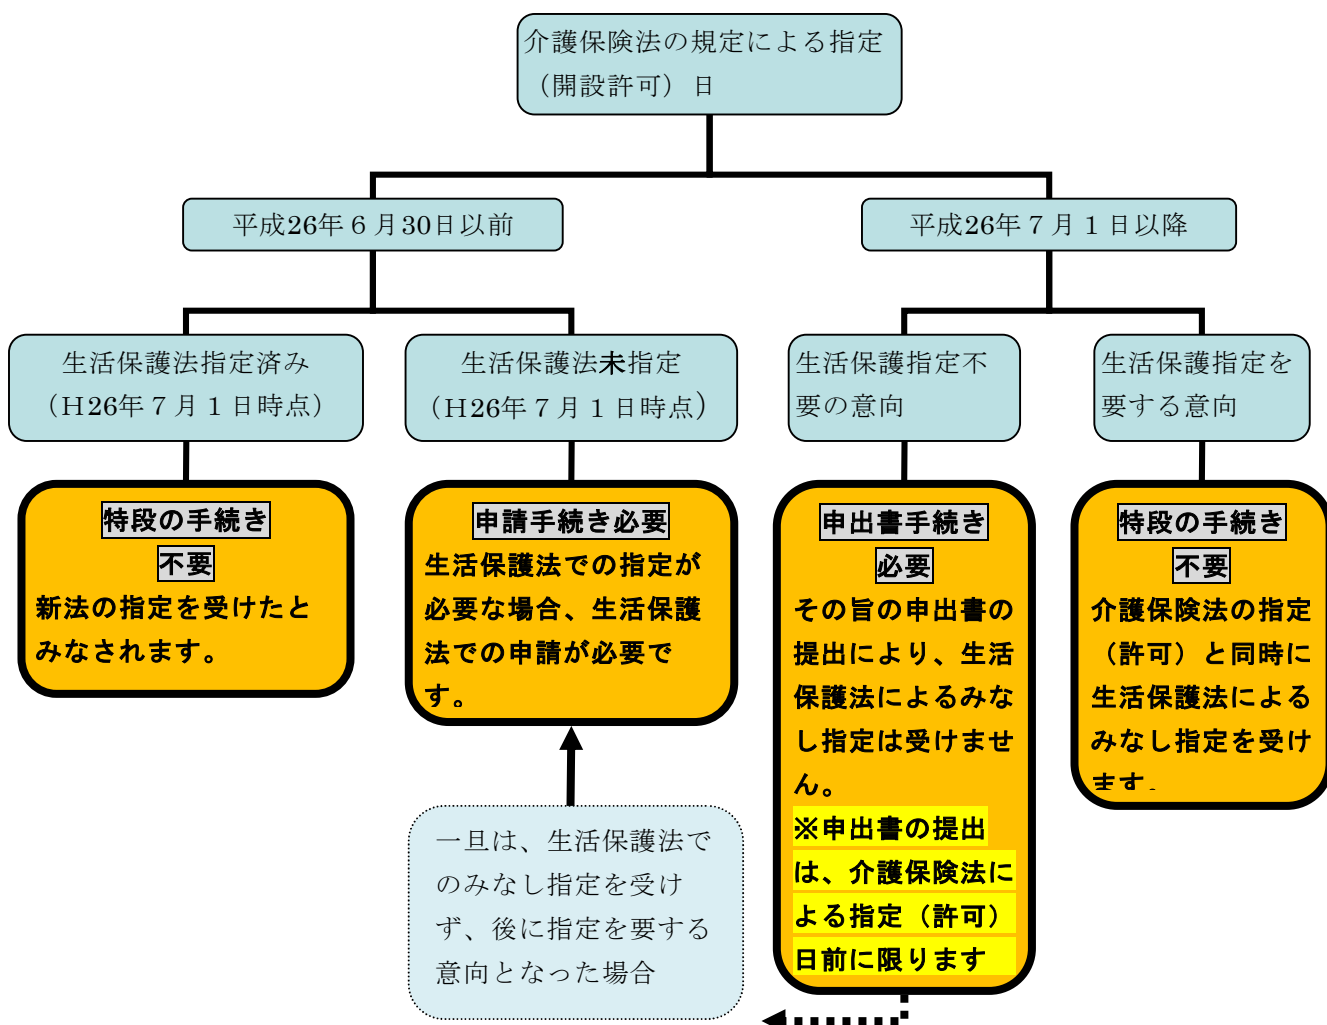 介護保険法の規定による指定
（開設許可）日
平成26年６月30日以前
平成26年７月１日以降
生活保護法指定済み
（H26年７月１日時点）
生活保護法未指定
（H26年７月１日時点）
生活保護指定不
要の意向
生活保護指定を
要する意向
特段の手続き
不要
新法の指定を受けたと
みなされます。
申請手続き必要
生活保護法での指定が
必要な場合、生活保護
法での申請が必要で
す。
申出書手続き
必要
その旨の申出書の
提出により、生活
保護法によるみな
し指定は受けませ
ん。
※申出書の提出
は、介護保険法に
よる指定（許可）
日前に限ります
特段の手続き
不要
介護保険法の指定
（許可）と同時に
生活保護法による
みなし指定を受け
ます。
一旦は、生活保護法で
のみなし指定を受け
ず、後に指定を要する
意向となった場合